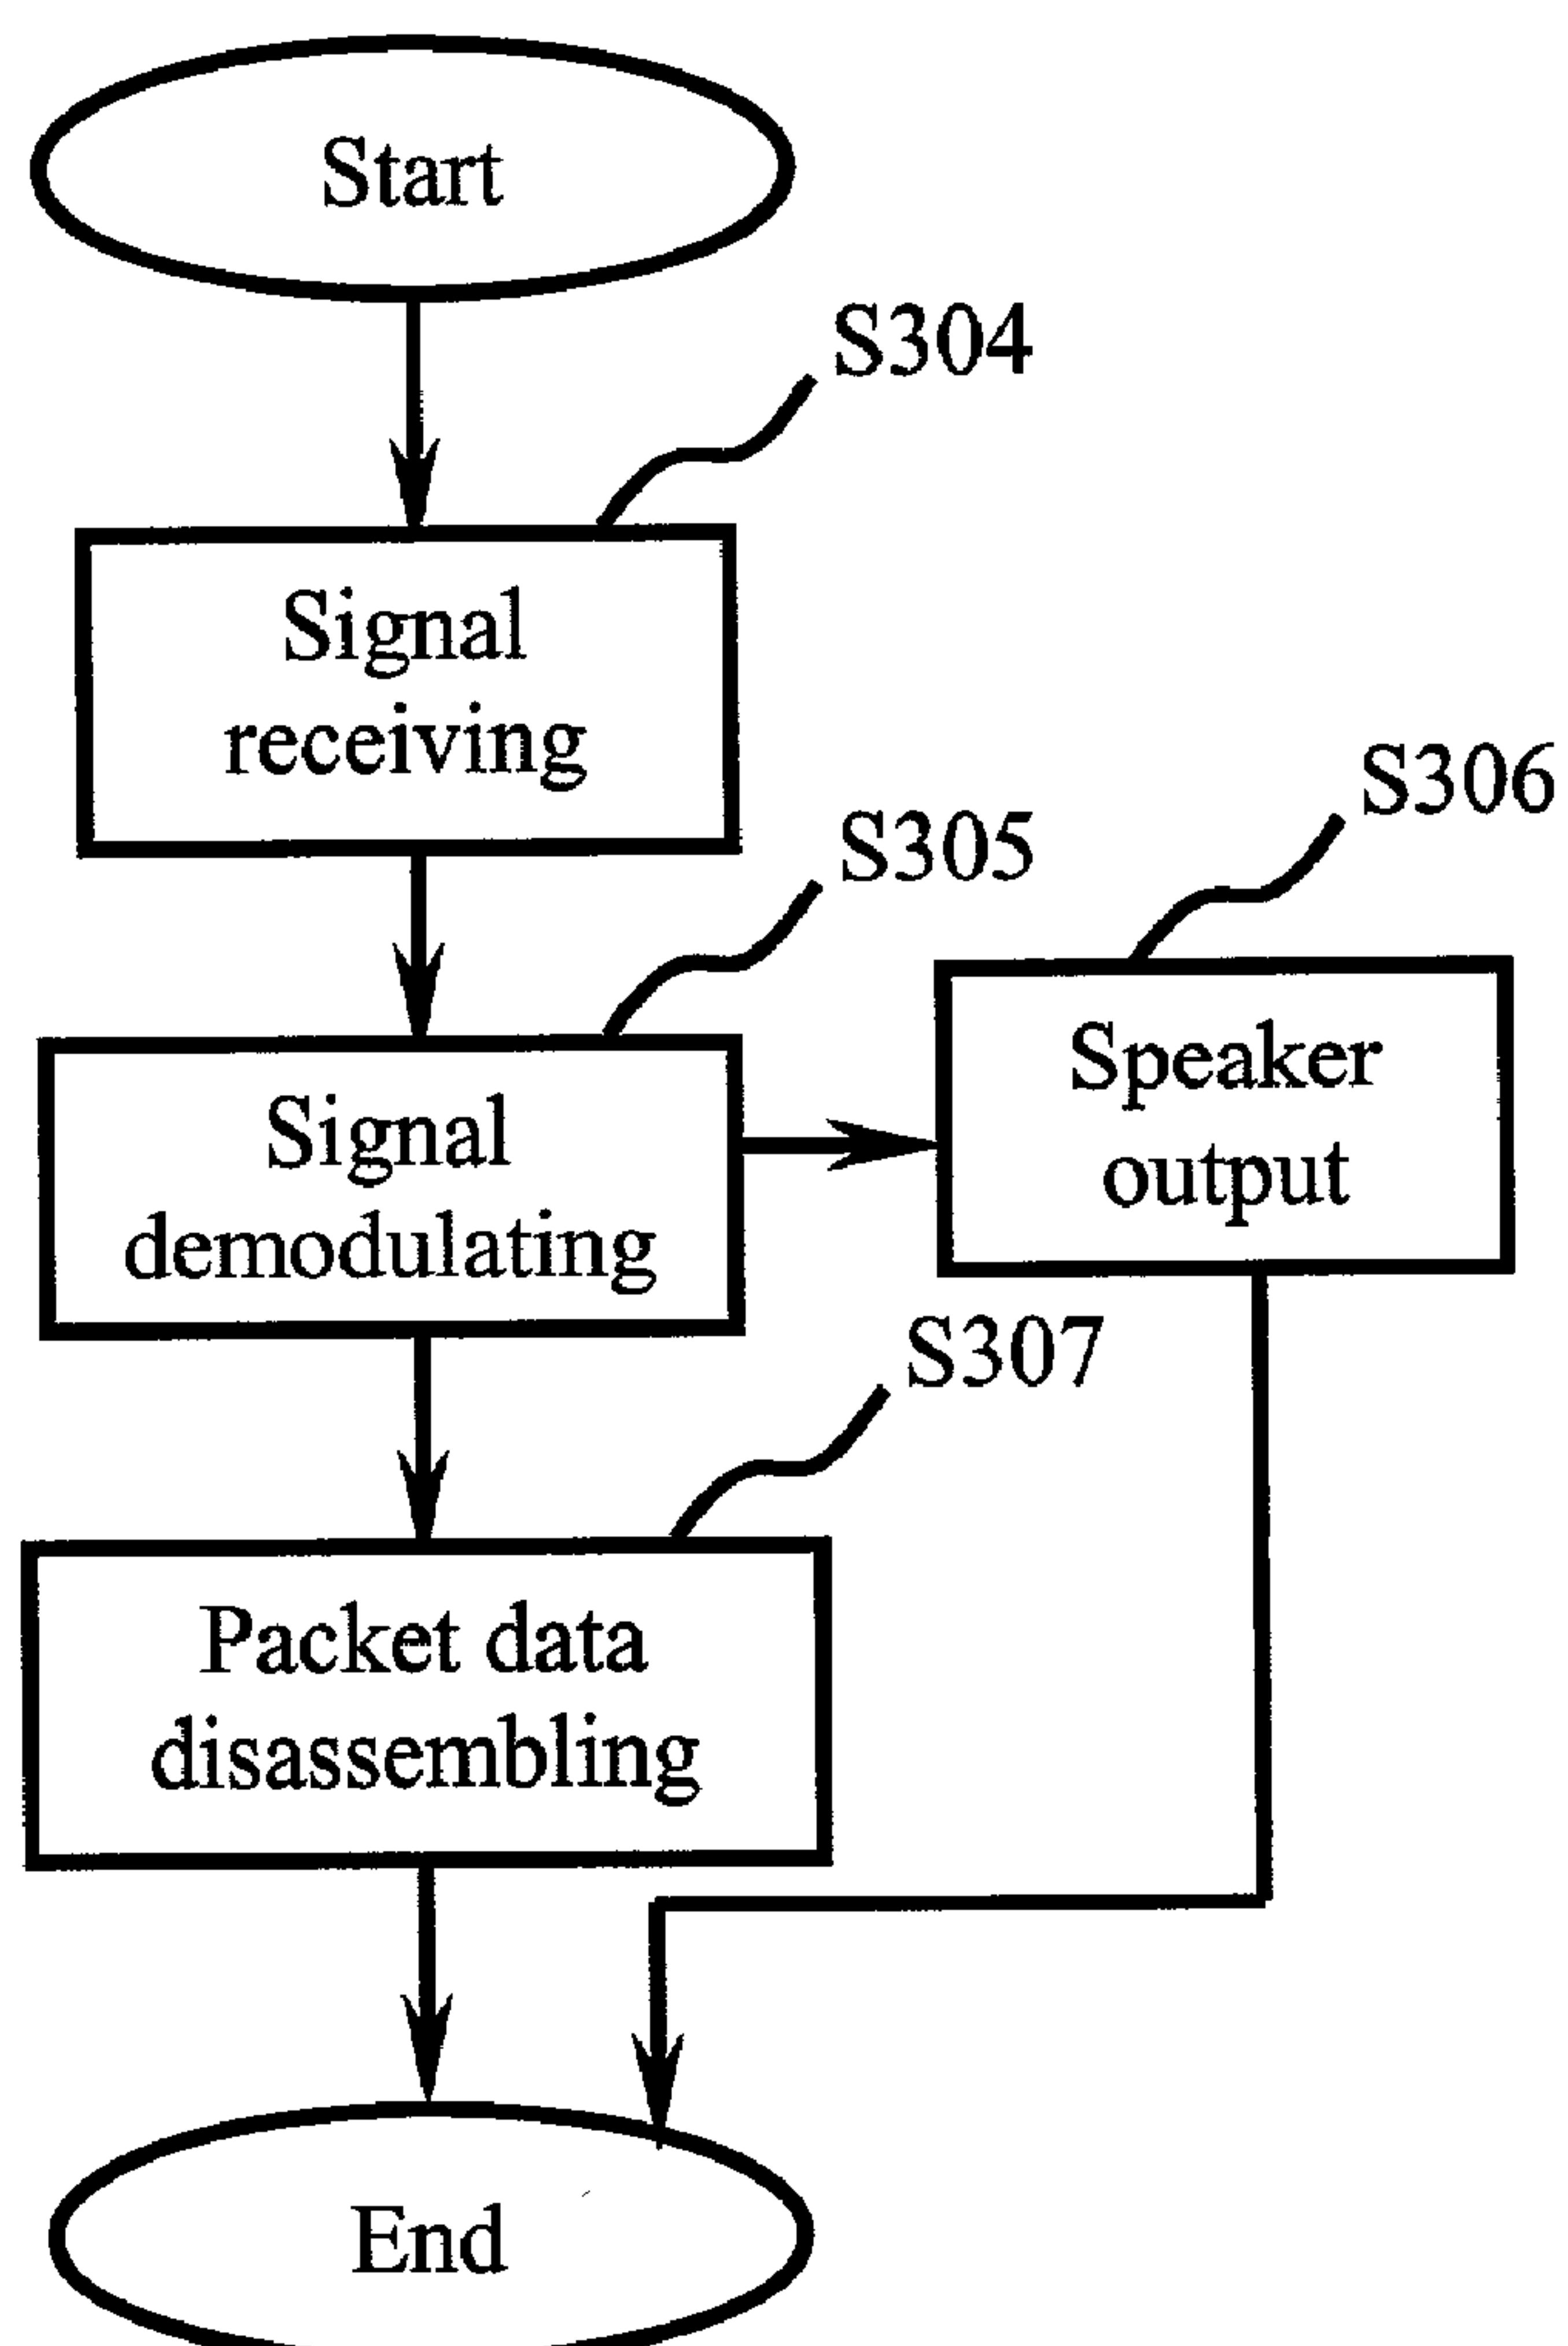 Start
S304
Signal
receiving
S305
S306
Signal
demodulating
Speaker
output
S307
Packet data
disassembling
End